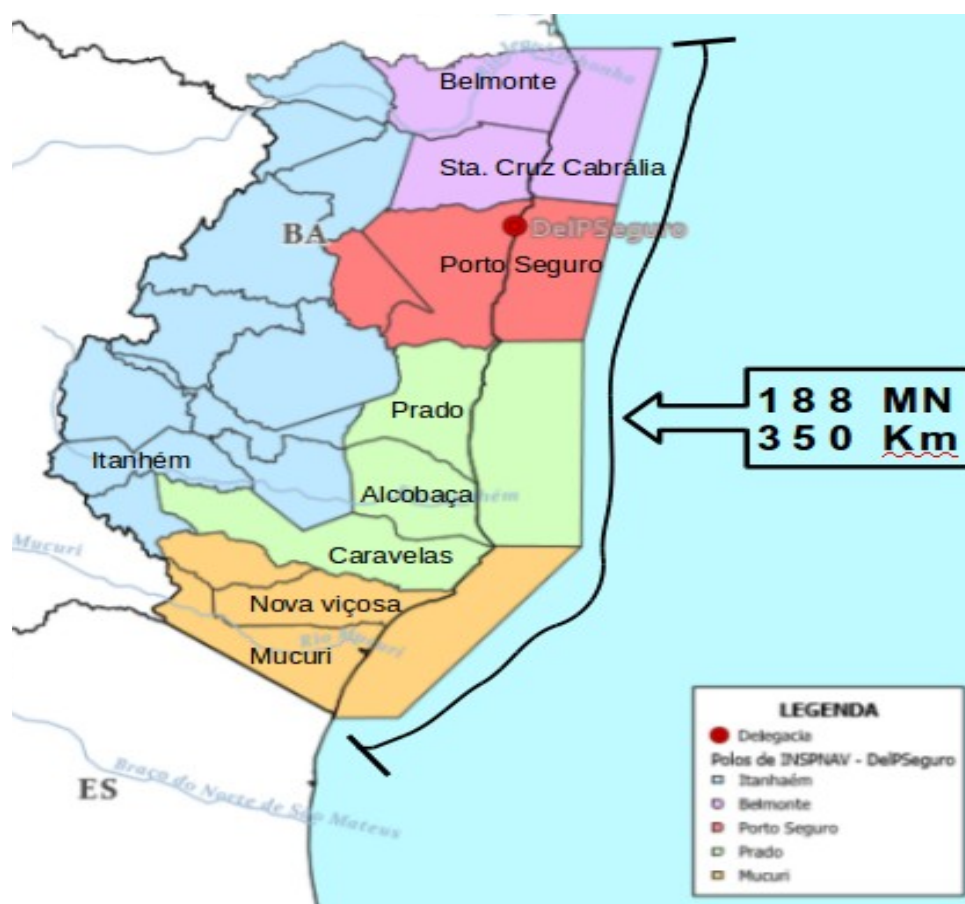 Belmonte
Sta. Cruz Cabrália
BA
DelPSeguro
Porto Seguro
188 MN
350 Km
Prado
Itanhém
Alcobaça
Mucuri
Caravelas
Nova viçosa
Rio Mucuri
Mucuri
LEGENDA
Delegacia
Polos de INSPNAV - DelPSeguro
Itanhaém
Belmonte
Porto Seguro
Prado
Mucuri
ES
Braço do Norte de São Mateus